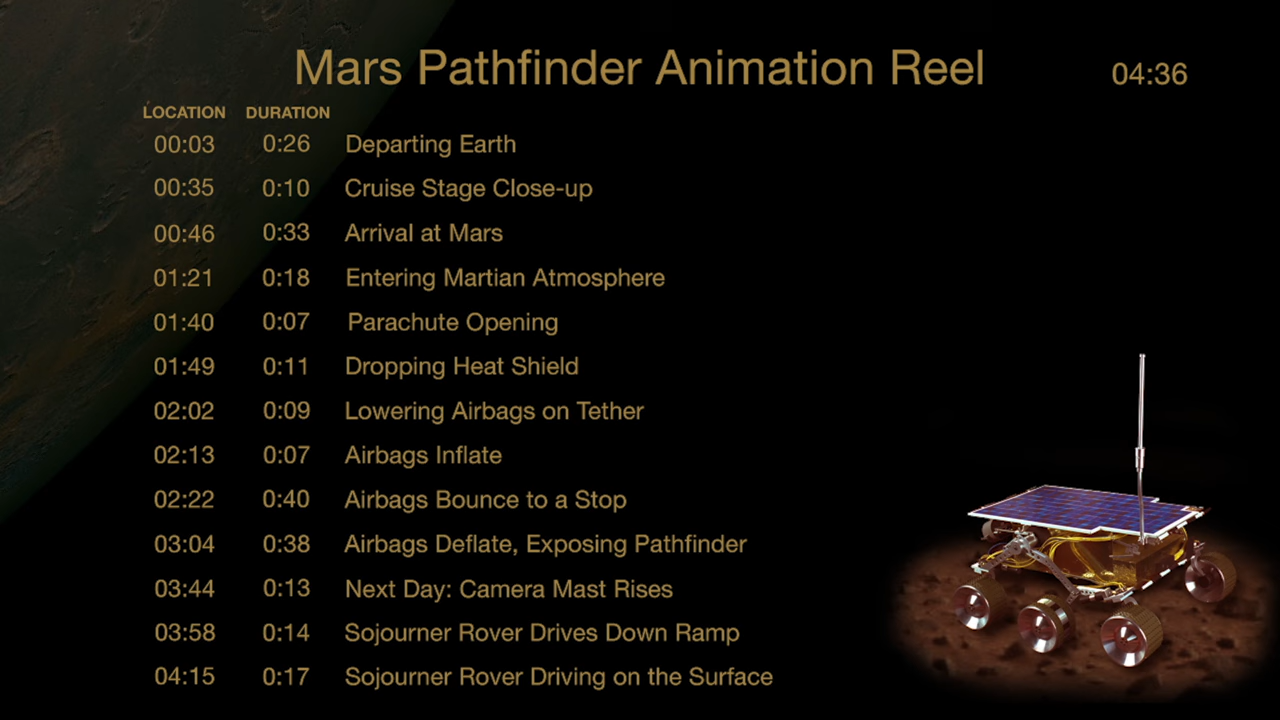 Mars Pathfinder Animation Reel 04:36
LOCATION DURATION
00:03 0:26 Departing Earth
00:35 0:10 Cruise Stage Close-up
00:46 0:33 Arrival at Mars
01:21 0:18 Entering Martian Atmosphere
01:40 0:07 Parachute Opening
01:49 0:11 Dropping Heat Shield
02:02 0:09 Lowering Airbags on Tether
02:13 0:07 Airbags Inflate
02:22 0:40 Airbags Bounce to a Stop
03:04 0:38 Airbags Deflate, Exposing Pathfinder
03:44 0:13 Next Day: Camera Mast Rises
03:58 0:14 Sojourner Rover Drives Down Ramp
04:15 0:17 Sojourner Rover Driving on the Surface